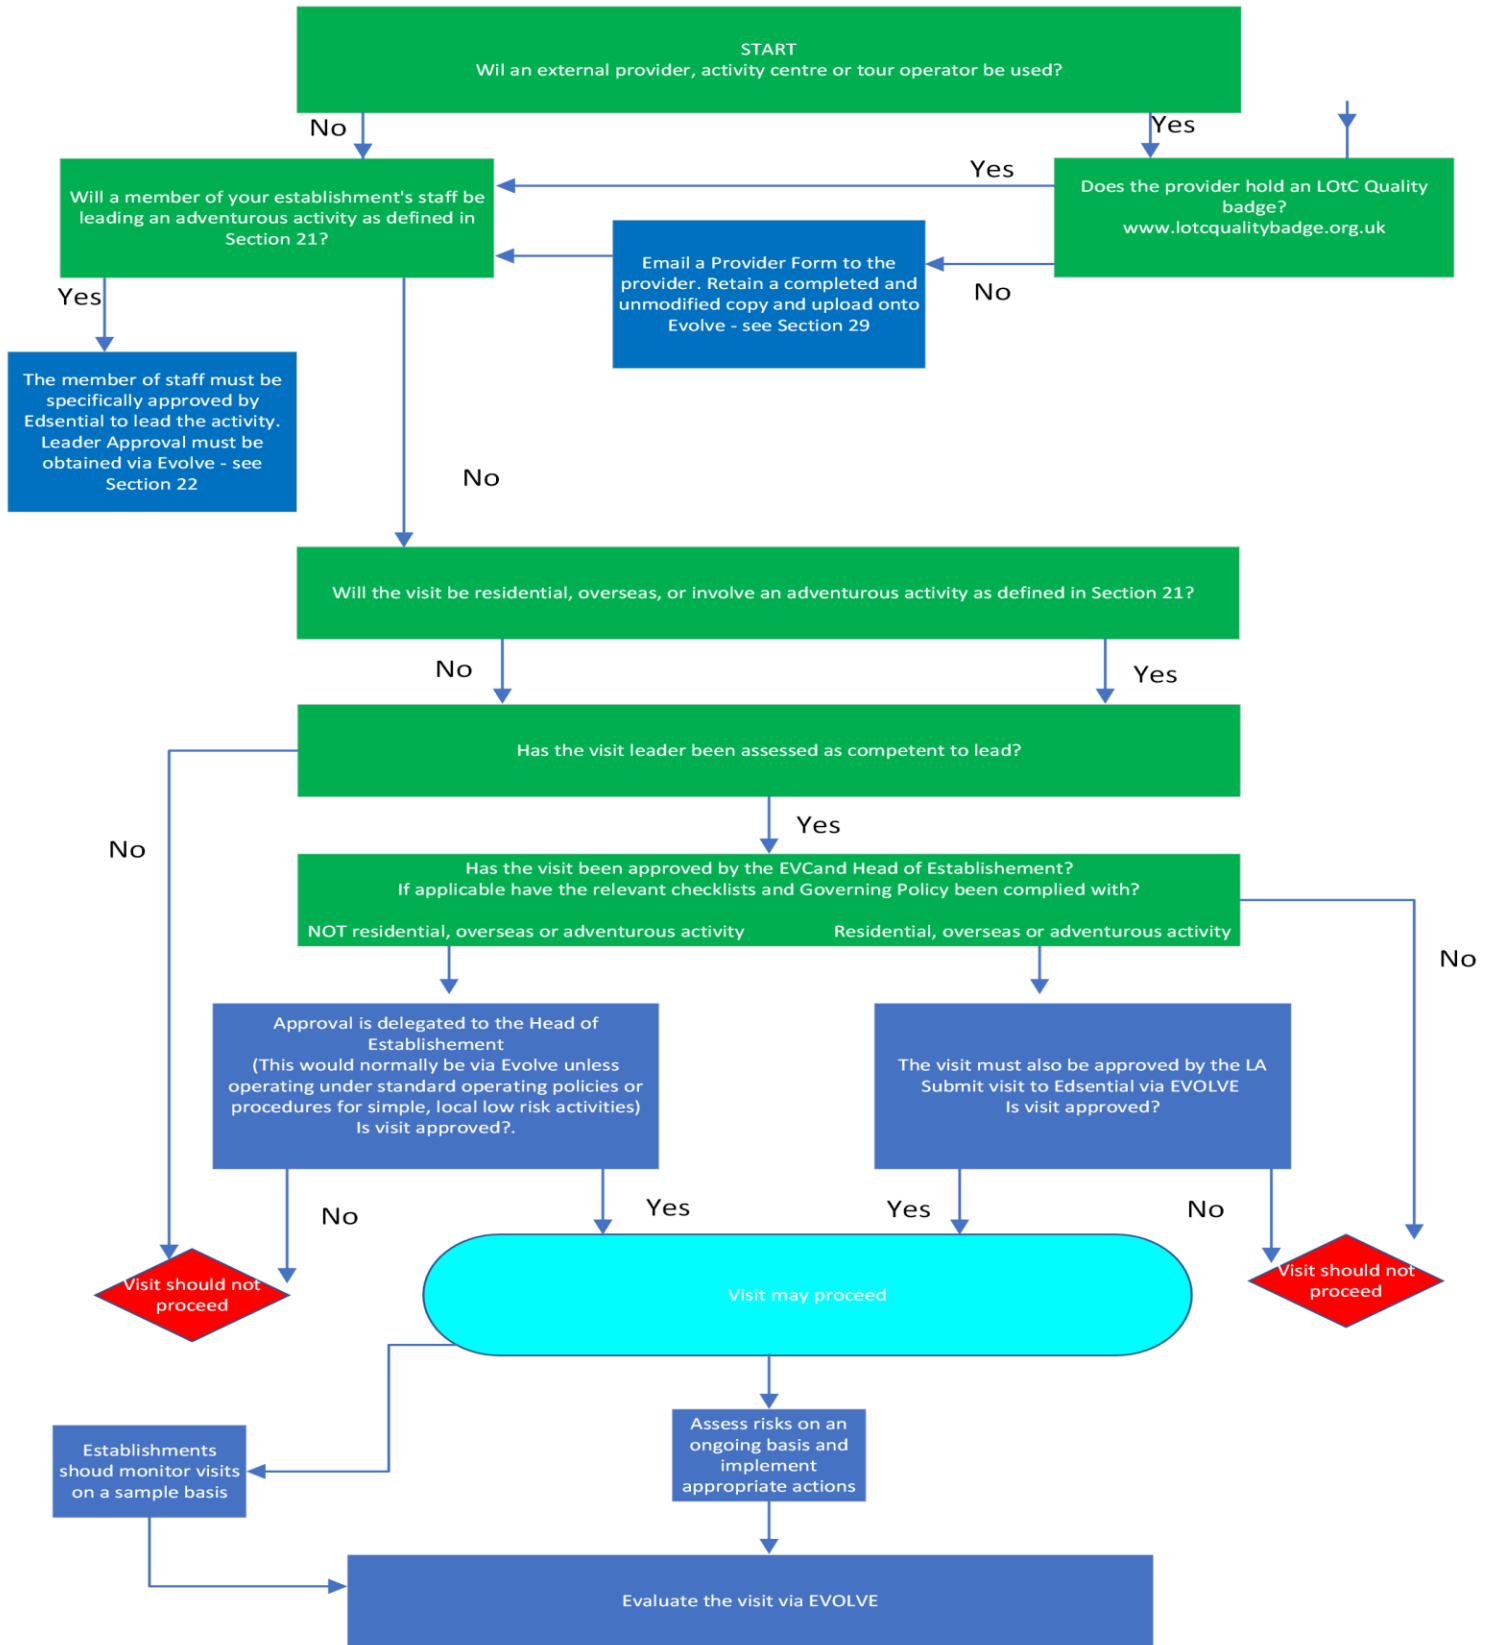 START
Wil an external provider, activity centre or tour operator be used?
No
Yes
Will a member of your establishment's staff be
leading an adventurous activity as defined in
Section 21?
Yes
Does the provider hold an LOtC Quality
badge?
www.lotcqualitybadge.org.uk
Email a Provider Form to the
provider. Retain a completed and
unmodified copy and upload onto
Evolve - see Section 29
No
Yes
The member of staff must be
specifically approved by
Edsential to lead the activity.
Leader Approval must be
obtained via Evolve - see
Section 22
No
Will the visit be residential, overseas, or involve an adventurous activity as defined in Section 21?
No
Yes
Has the visit leader been assessed as competent to lead?
No
Yes
Has the visit been approved by the EVCand Head of Establishement?
If applicable have the relevant checklists and Governing Policy been complied with?
NOT residential, overseas or adventurous activity
Residential, overseas or adventurous activity
No
Approval is delegated to the Head of
Establishement
(This would normally be via Evolve unless
operating under standard operating policies or
procedures for simple, local low risk activities)
Is visit approved?.
The visit must also be approved by the LA
Submit visit to Edsential via EVOLVE
Is visit approved?
No
Yes
Yes
No
Visit should not
proceed
Visit may proceed
Visit should not
proceed
Establishments
shoud monitor visits
on a sample basis
Assess risks on an
ongoing basis and
implement
appropriate actions
Evaluate the visit via EVOLVE